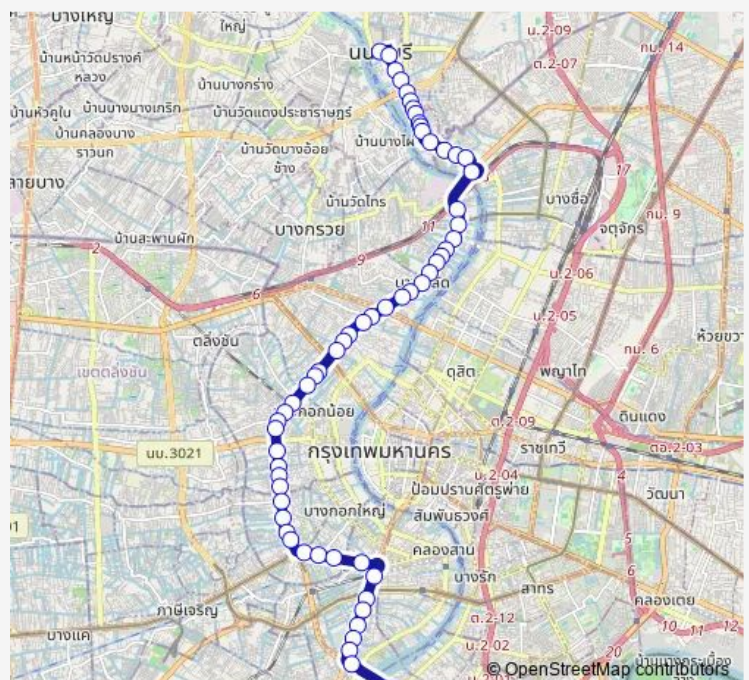 บางใหญ่
ใหญ่
น.2-09
กม. 14
ต.2-07
บ้านหน้าวัดปรางค์
หลวง
บ้านบางกร่าง
บ้านหัวคูใน
บ้านบางนางเกริก
บ้านวัดแดงประชาราษฎร์
บ้านคลองบาง
ราวนก
บ้านวัดบางอ้อย
ช้าง
บ้านบางไผ่
17
ลายบาง
บ้านวัดไทร
บางซื่อ
กม. 9
11
จตุจักร
บางกรวย
บ้านสะพานผัก
2
9
น.2-06
6
น.2-05
ห้วยขวา
ตลิ่งชัน
กม. 6
เขตตลิ่งชัน
ดุสิต
พญาไท
กอกน้อย
ดินแดง
ต.2-09
กรุงเทพมหานคร
ราชเทวี
ตอ.2-03
นบ.3021
น.2-04
4
ป้อมปราบศัตรูพ่าย
วัฒนา
บางกอกใหญ่
สัมพันธวงศ์
01
5
คลองสาน
6
บางรัก
สาทร
ภาษีเจริญ
คลองเตย
ต.2-12
บางแค
10
11
12
ต.2-02
20
© OpenStreetMap contributors